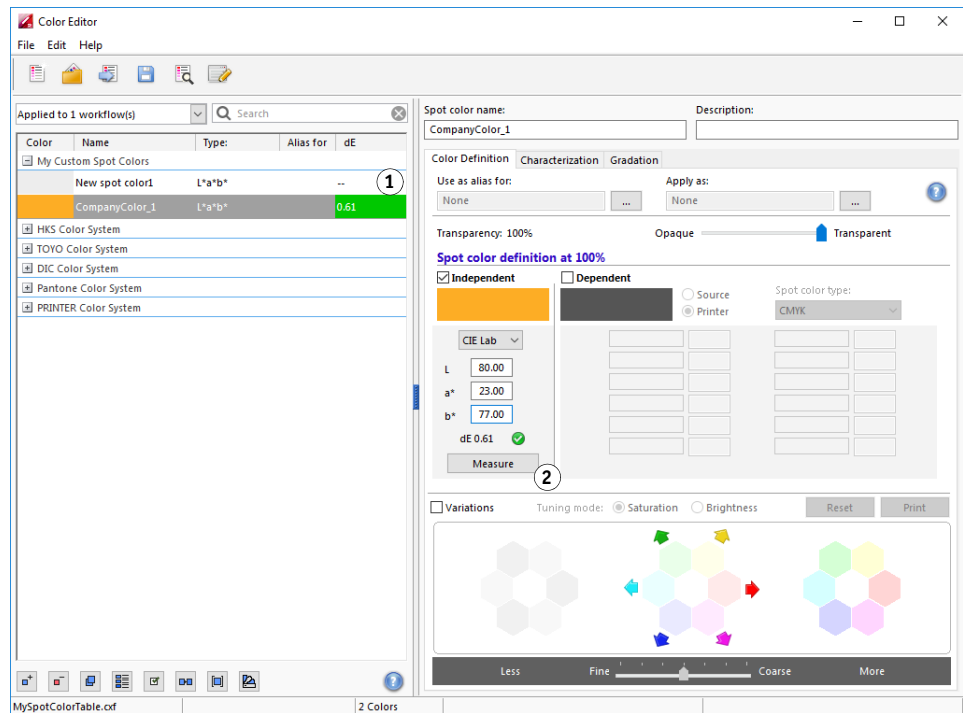 Color Editor
File Edit Help
Applied to 1 workflow(s) Search
Color Name Type: Alias for dE
My Custom Spot Colors
New spot color1 L*a*b* --
1
CompanyColor_1 L*a*b* 0.61
HKS Color System
TOYO Color System
DIC Color System
Pantone Color System
PRINTER Color System
Spot color name: Description:
CompanyColor_1
Color Definition Characterization Gradation
Use as alias for: Apply as:
None ... None ...
Transparency: 100% Opaque Transparent
Spot color definition at 100%
Independent Dependent
Source Spot color type:
Printer CMYK
CIE Lab
L 80.00
a* 23.00
b* 77.00
dE 0.61
Measure
2
Variations Tuning mode: Saturation Brightness Reset Print
Less Fine Coarse More
MySpotColorTable.cxf 2 Colors